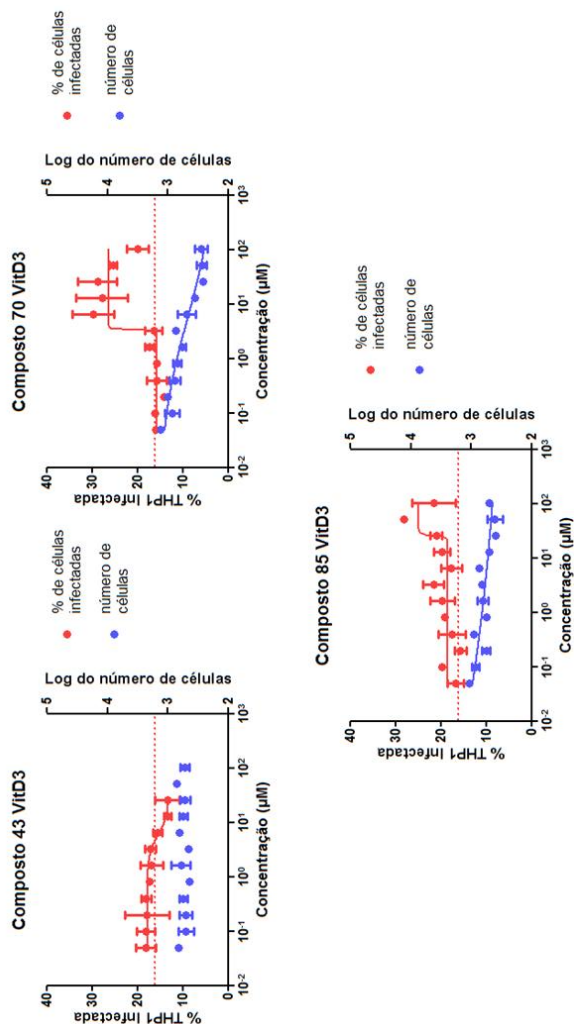 Composto 43 VitD3
% THP1 Infectada
40
30
20
10
0
Log do número de células
5
4
3
2
10-2
10-1
100
101
102
103
Concentração (µM)
% de células
infectadas
número de
células
Composto 70 VitD3
% THP1 Infectada
40
30
20
10
0
Log do número de células
5
4
3
2
10-2
10-1
100
101
102
103
Concentração (µM)
% de células
infectadas
número de
células
Composto 85 VitD3
% THP1 Infectada
40
30
20
10
0
Log do número de células
5
4
3
2
10-2
10-1
100
101
102
103
Concentração (µM)
% de células
infectadas
número de
células